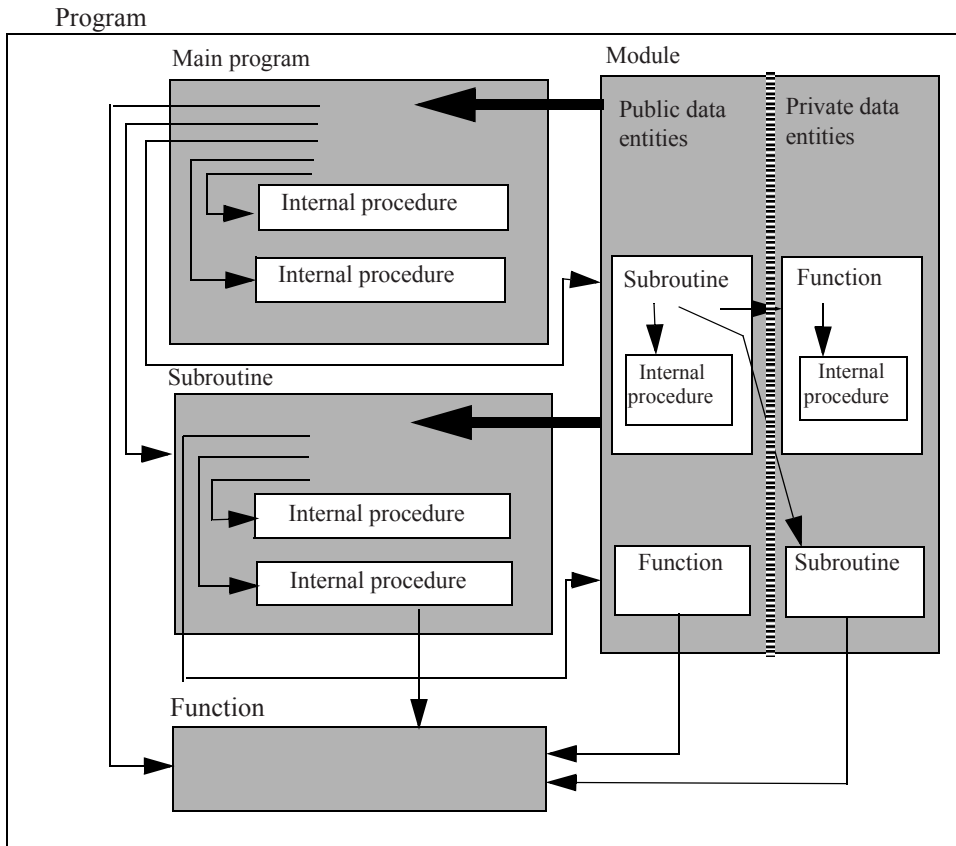 Program
Main program
Internal procedure
Internal procedure
Module
Public data
entities
Private data
entities
Subroutine
Internal
procedure
Function
Internal
procedure
Function
Subroutine
Subroutine
Internal procedure
Internal procedure
Function